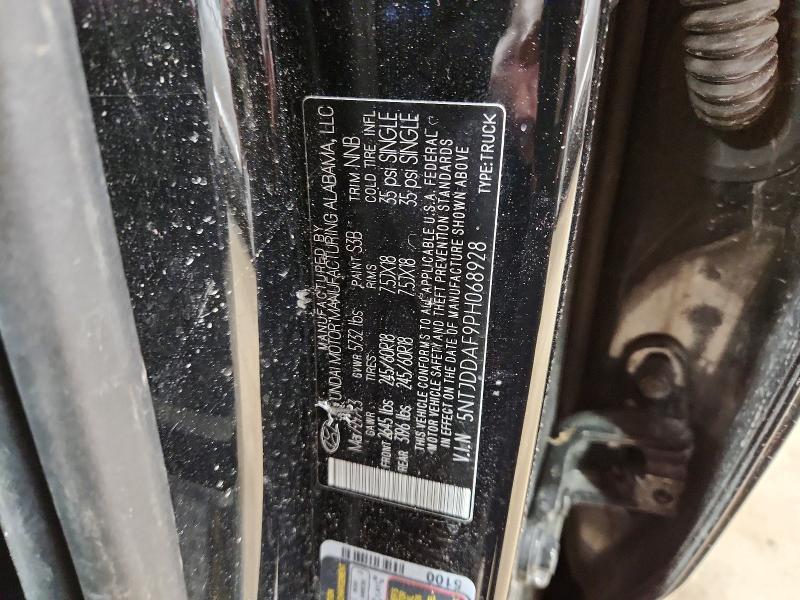 MANUFACTURED BY
HYUNDAI MOTOR MANUFACTURING ALABAMA, LLC
GVWR 5732 lbs PAINT S3B TRIM NNB
GAWR TIRES RMS COLD TIRE INFL
FRONT 2645 lbs 245/60R18 7.5JX18 35 psi SINGLE
REAR 3196 lbs 245/60R18 7.5JX18 35 psi SINGLE
THIS VEHICLE CONFORMS TO ALL APPLICABLE U.S.A. FEDERAL
MOTOR VEHICLE SAFETY AND THEFT PREVENTION STANDARDS
IN EFFECT ON DATE OF MANUFACTURE SHOWN ABOVE
V.I.N 5NTJDDAF9PH068928 TYPE: TRUCK
5100